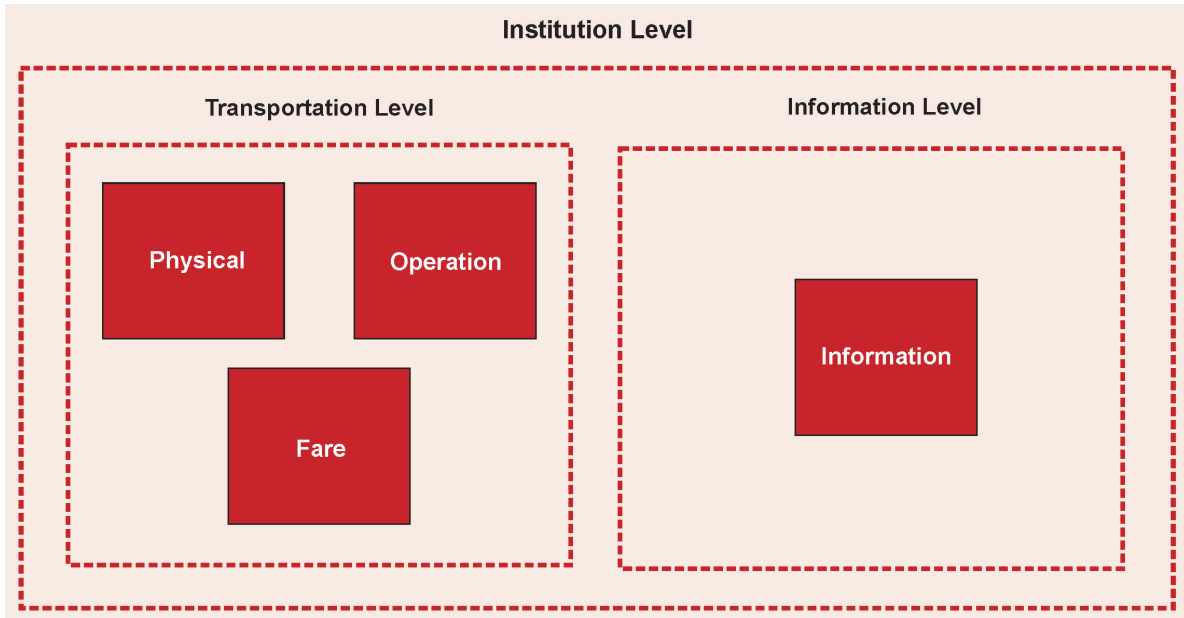 Institution Level
Transportation Level
Information Level
Physical
Operation
Information
Fare